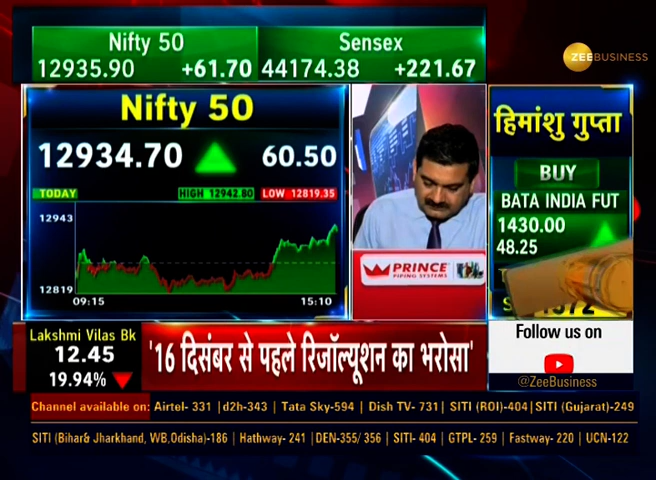 Nifty 50
Sensex
12935.90 +61.70 44174.38 +221.67
ZEE BUSINESS
Nifty 50
12934.70 60.50
TODAY HIGH 12942.80 LOW 12819.35
12943
12819
09:15 15:10
PRINCE
PIPING SYSTEMS
हिमांशु गुप्ता
BUY
BATA INDIA FUT
1430.00
48.25
Lakshmi Vilas Bk
12.45
19.94%
'16 दिसंबर से पहले रिजॉल्यूशन का भरोसा'
Follow us on
@ZeeBusiness
Channel available on: Airtel- 331 | d2h-343 | Tata Sky-594 | Dish TV- 731 | SITI (ROI)-404 | SITI (Gujarat)-249
SITI (Bihar& Jharkhand, WB,Odisha)-186 | Hathway- 241 |DEN-355/ 356 | SITI- 404 | GTPL- 259 | Fastway- 220 | UCN-122